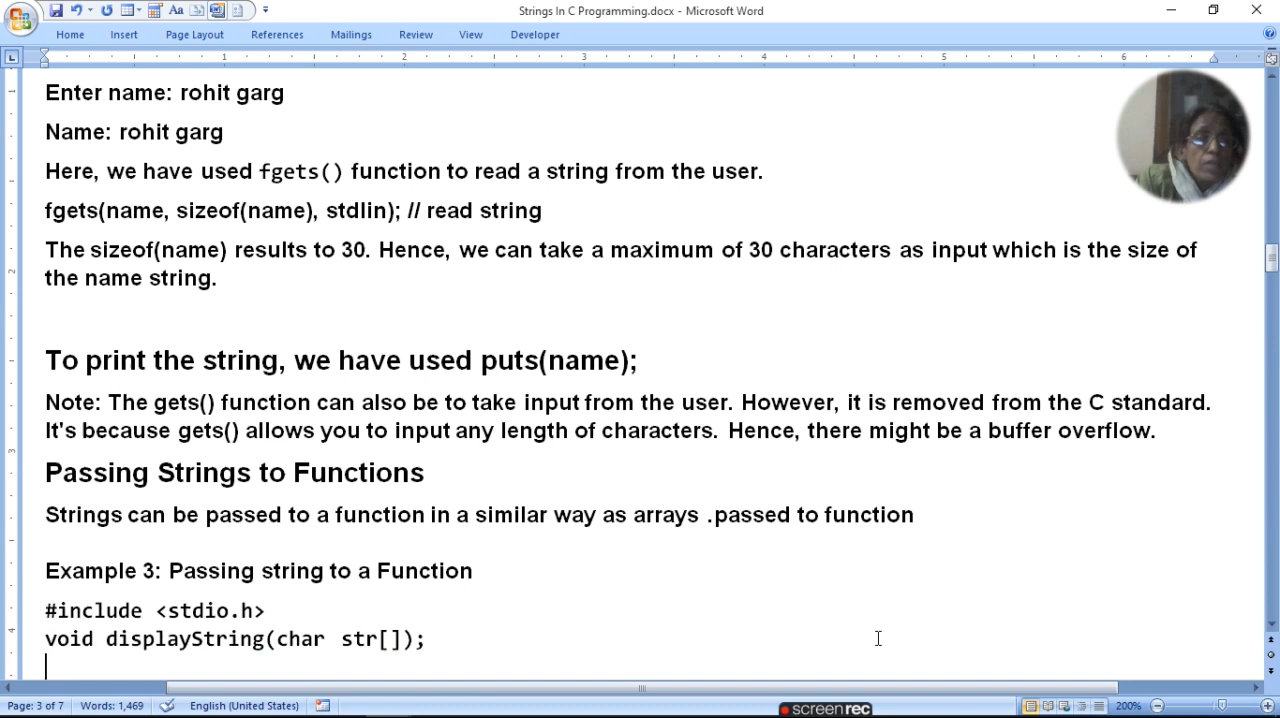 Strings In C Programming.docx - Microsoft Word
Home Insert Page Layout References Mailings Review View Developer
1 2 3 4 5 6
Enter name: rohit garg
Name: rohit garg
Here, we have used fgets() function to read a string from the user.
fgets(name, sizeof(name), stdlin); // read string
The sizeof(name) results to 30. Hence, we can take a maximum of 30 characters as input which is the size of
the name string.
To print the string, we have used puts(name);
Note: The gets() function can also be to take input from the user. However, it is removed from the C standard.
It's because gets() allows you to input any length of characters. Hence, there might be a buffer overflow.
Passing Strings to Functions
Strings can be passed to a function in a similar way as arrays .passed to function
Example 3: Passing string to a Function
#include <stdio.h>
void displayString(char str[]);
Page: 3 of 7 Words: 1,469 English (United States) 200%
screenrec